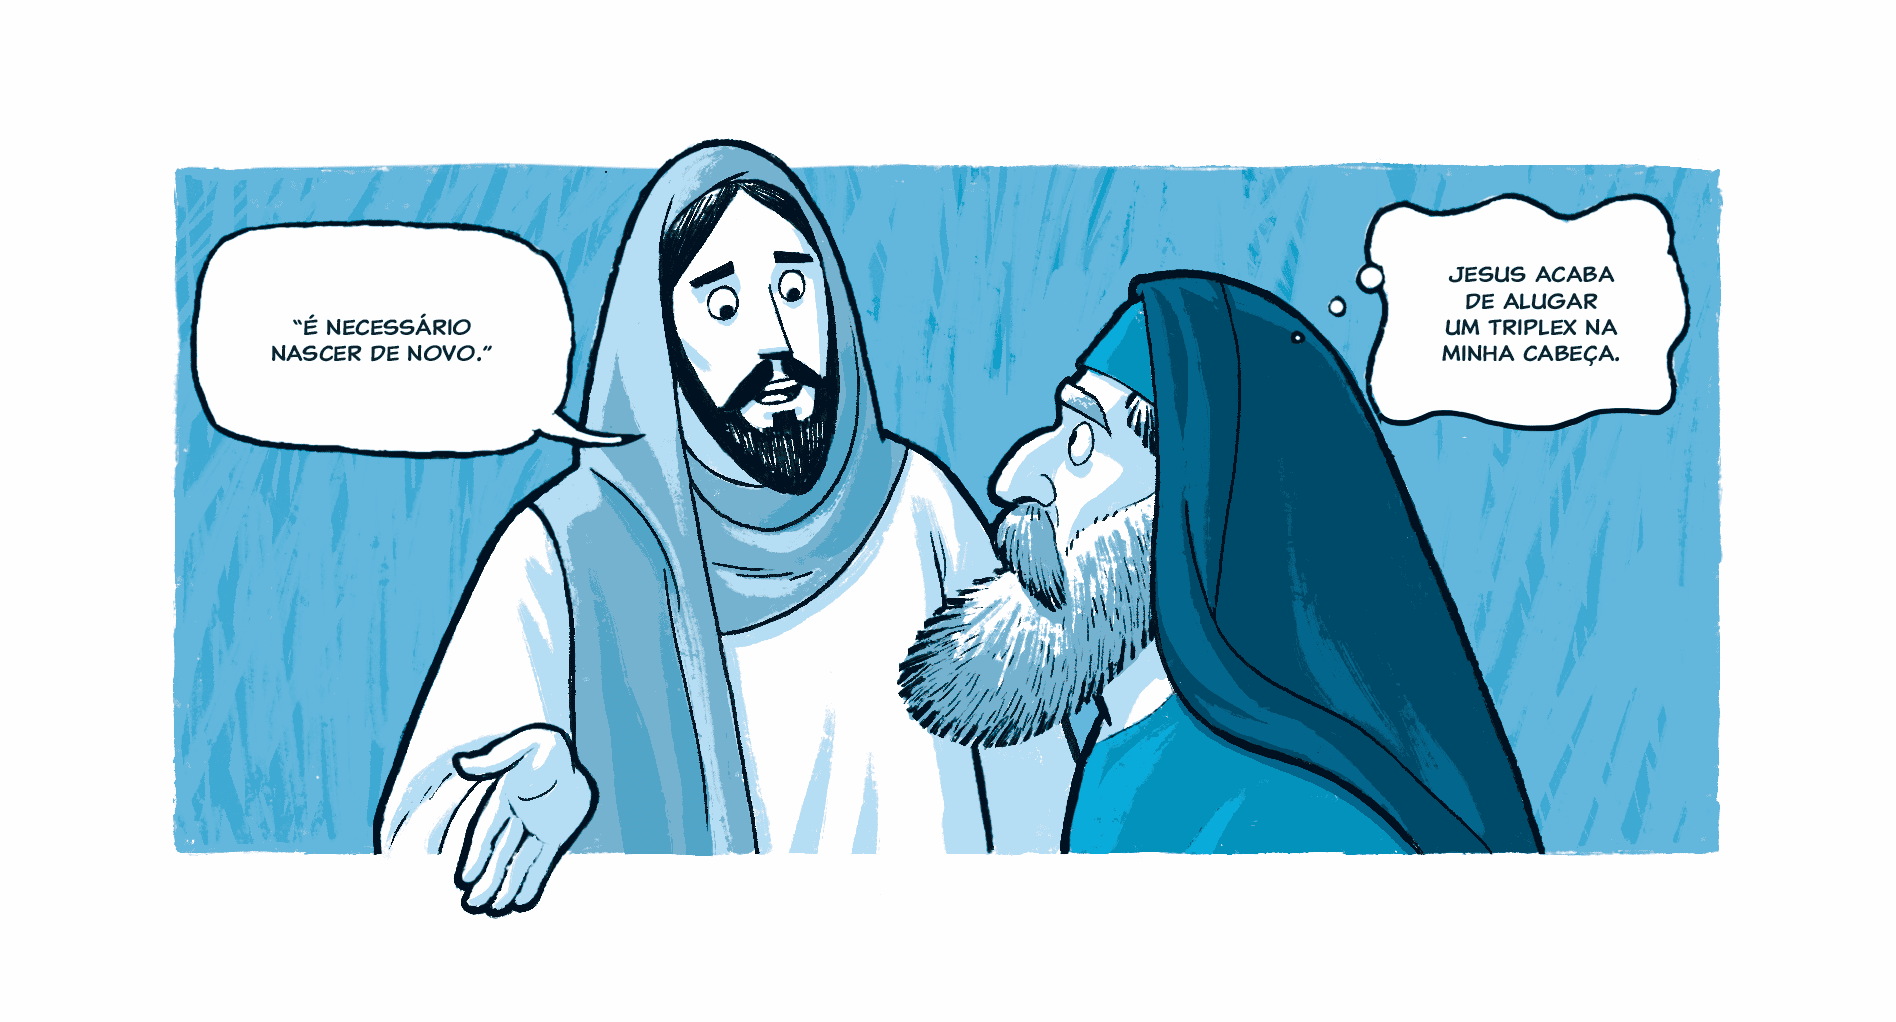 “É NECESSÁRIO
NASCER DE NOVO.”
JESUS ACABA
DE ALUGAR
UM TRIPLEX NA
MINHA CABEÇA.